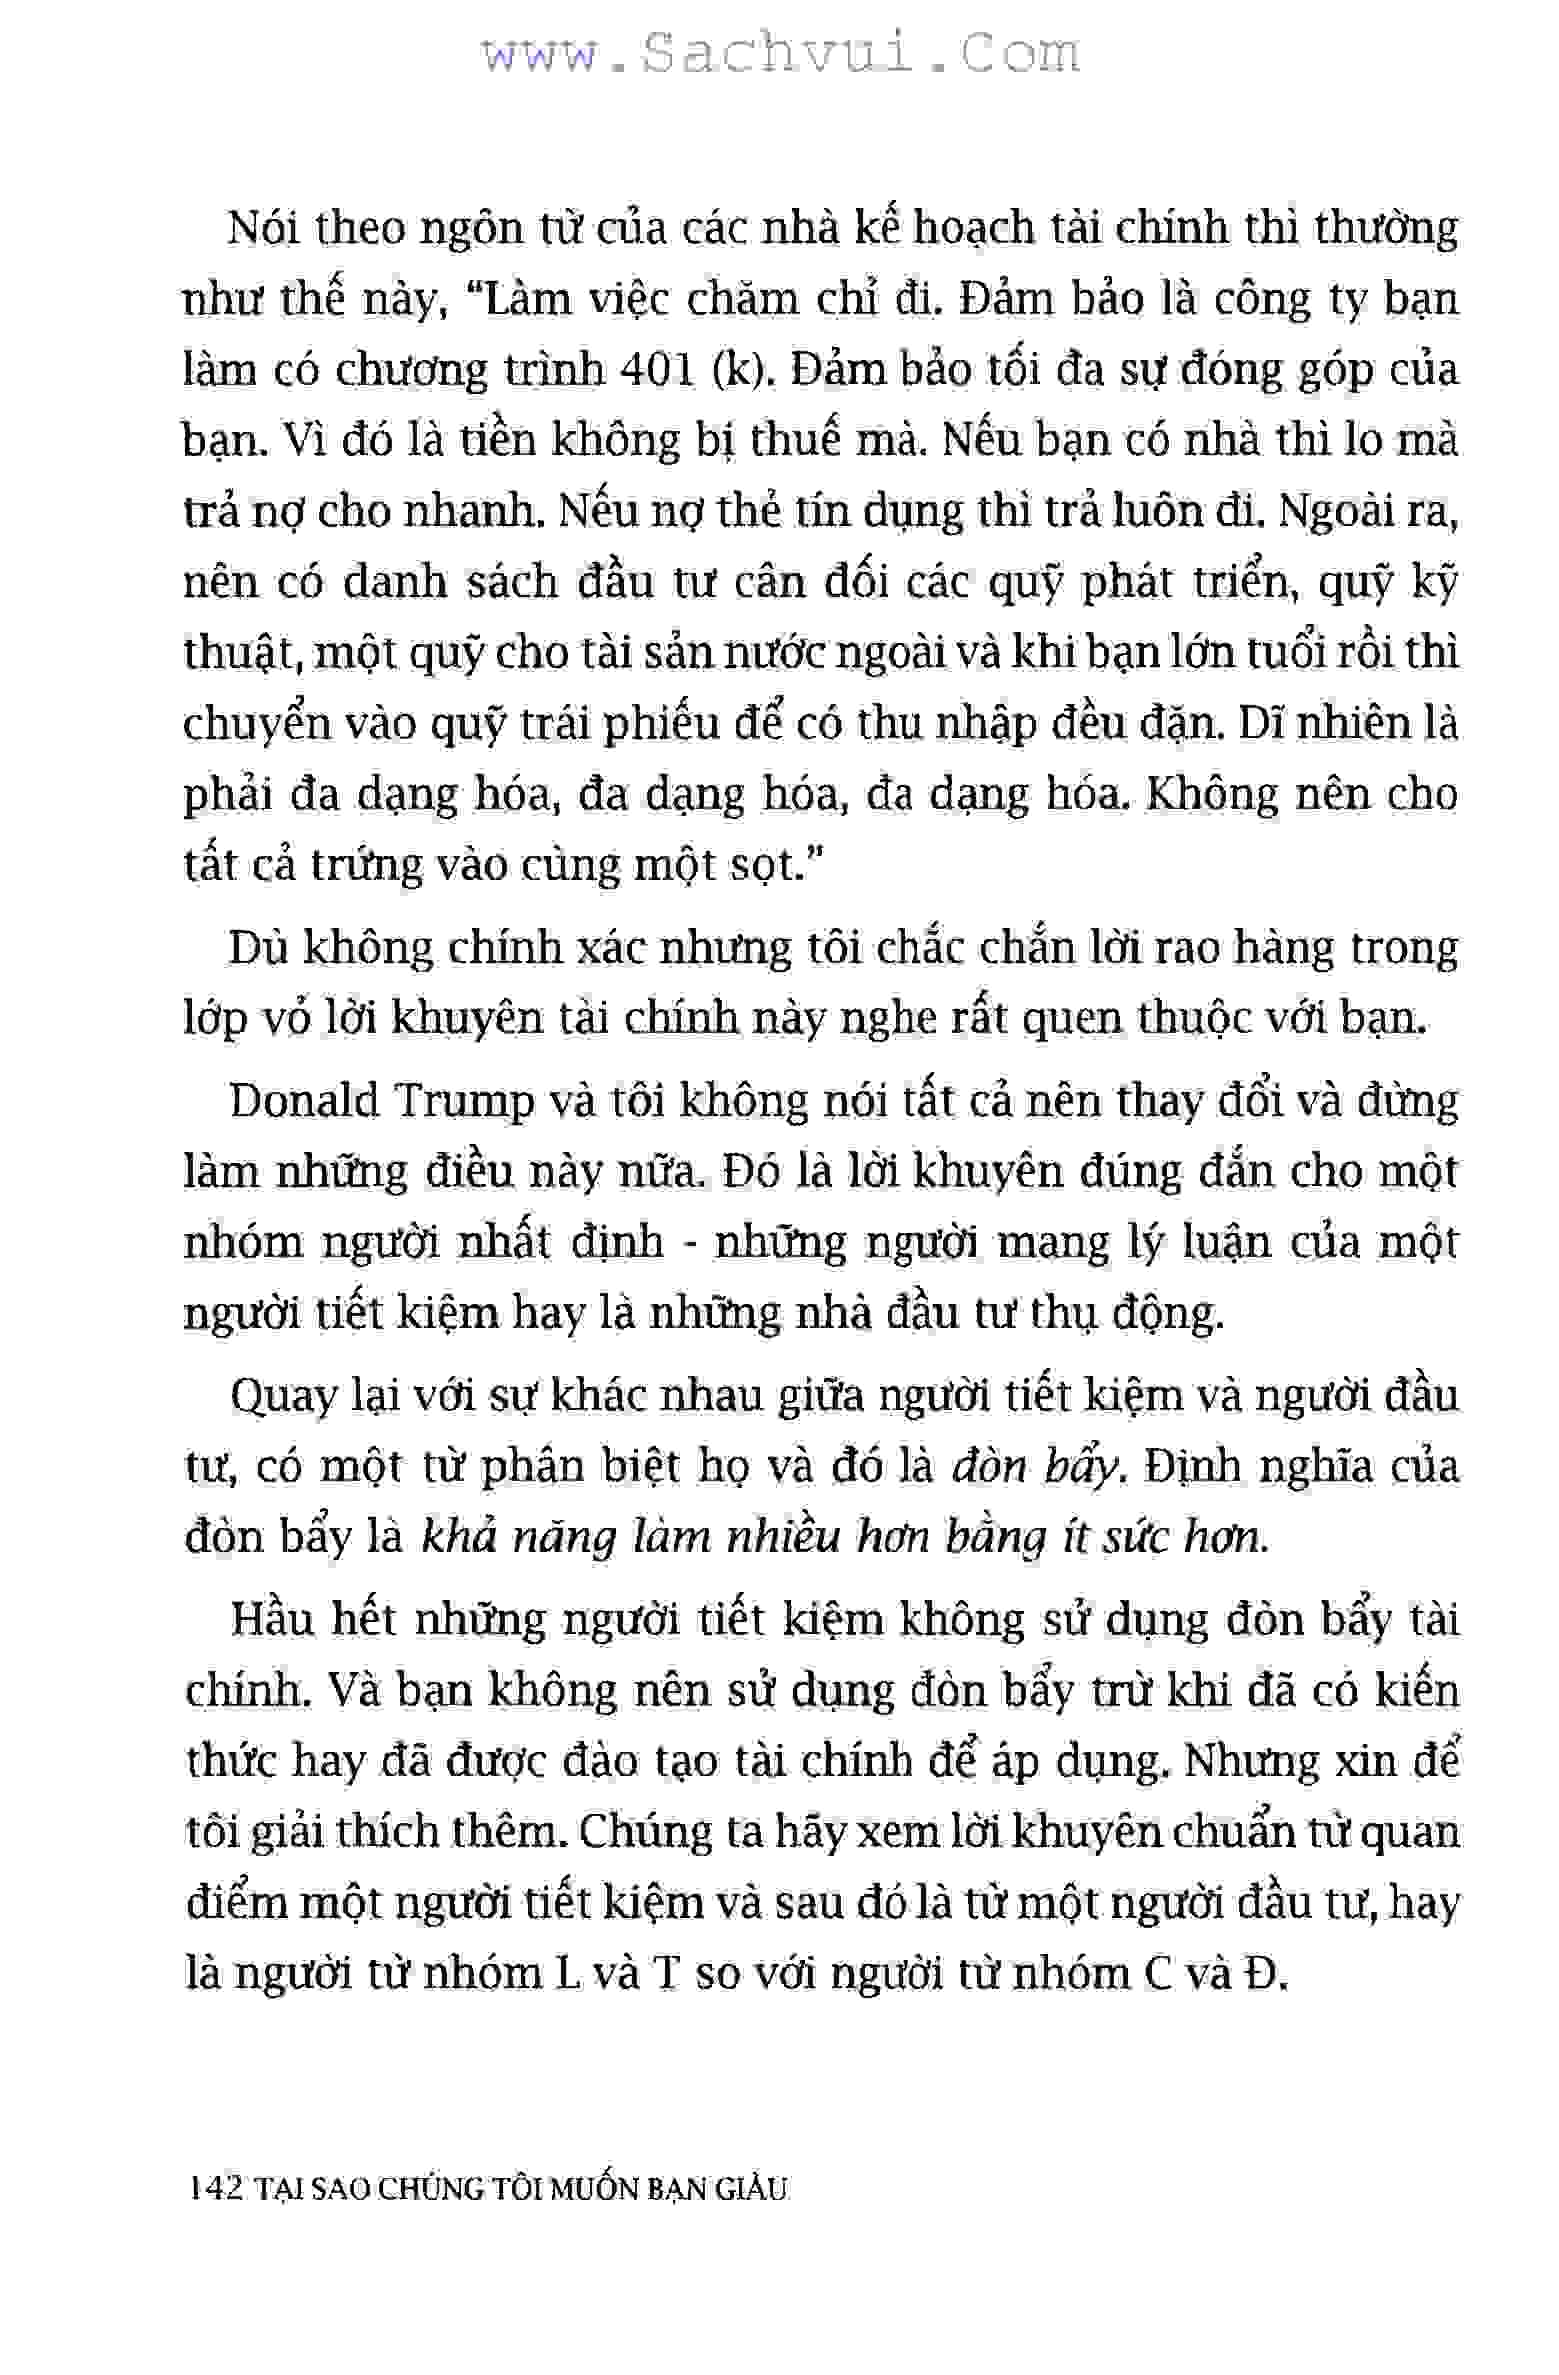 www.Sachvui.Com
Nói theo ngôn từ của các nhà kế hoạch tài chính thì thường
như thế này, “Làm việc chăm chỉ đi. Đảm bảo là công ty bạn
làm có chương trình 401 (k). Đảm bảo tối đa sự đóng góp của
bạn. Vì đó là tiền không bị thuế mà. Nếu bạn có nhà thì lo mà
trả nợ cho nhanh. Nếu nợ thẻ tín dụng thì trả luôn đi. Ngoài ra,
nên có danh sách đầu tư cân đối các quỹ phát triển, quỹ kỹ
thuật, một quỹ cho tài sản nước ngoài và khi bạn lớn tuổi rồi thì
chuyển vào quỹ trái phiếu để có thu nhập đều đặn. Dĩ nhiên là
phải đa dạng hóa, đa dạng hóa, đa dạng hóa. Không nên cho
tất cả trứng vào cùng một sọt.”
Dù không chính xác nhưng tôi chắc chắn lời rao hàng trong
lớp vỏ lời khuyên tài chính này nghe rất quen thuộc với bạn.
Donald Trump và tôi không nói tất cả nên thay đổi và đừng
làm những điều này nữa. Đó là lời khuyên đúng đắn cho một
nhóm người nhất định - những người mang lý luận của một
người tiết kiệm hay là những nhà đầu tư thụ động.
Quay lại với sự khác nhau giữa người tiết kiệm và người đầu
tư, có một từ phân biệt họ và đó là đòn bẩy. Định nghĩa của
đòn bẩy là khả năng làm nhiều hơn bằng ít sức hơn.
Hầu hết những người tiết kiệm không sử dụng đòn bẩy tài
chính. Và bạn không nên sử dụng đòn bẩy trừ khi đã có kiến
thức hay đã được đào tạo tài chính để áp dụng. Nhưng xin để
tôi giải thích thêm. Chúng ta hãy xem lời khuyên chuẩn từ quan
điểm một người tiết kiệm và sau đó là từ một người đầu tư, hay
là người từ nhóm L và T so với người từ nhóm C và Đ.
142 TẠI SAO CHÚNG TÔI MUỐN BẠN GIÀU